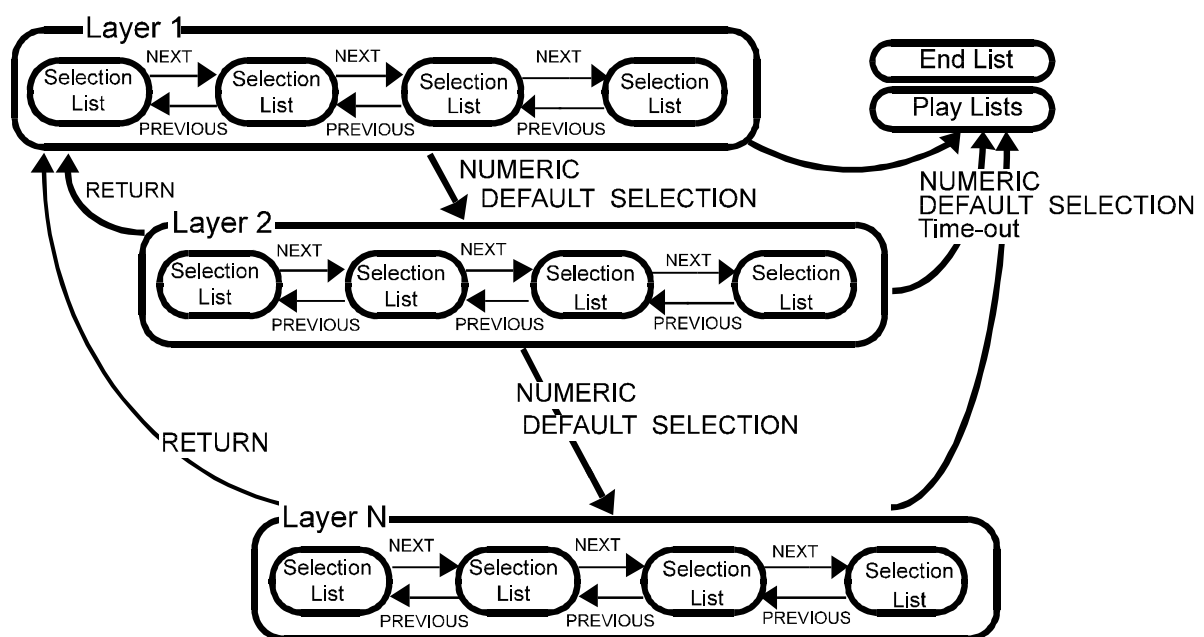 Layer 1
NEXT
NEXT
NEXT
Selection
List
Selection
List
Selection
List
Selection
List
PREVIOUS
PREVIOUS
PREVIOUS
End List
Play Lists
RETURN
NUMERIC
DEFAULT SELECTION
NUMERIC
DEFAULT SELECTION
Time-out
Layer 2
NEXT
NEXT
NEXT
Selection
List
Selection
List
Selection
List
Selection
List
PREVIOUS
PREVIOUS
PREVIOUS
NUMERIC
DEFAULT SELECTION
RETURN
Layer N
NEXT
NEXT
NEXT
Selection
List
Selection
List
Selection
List
Selection
List
PREVIOUS
PREVIOUS
PREVIOUS